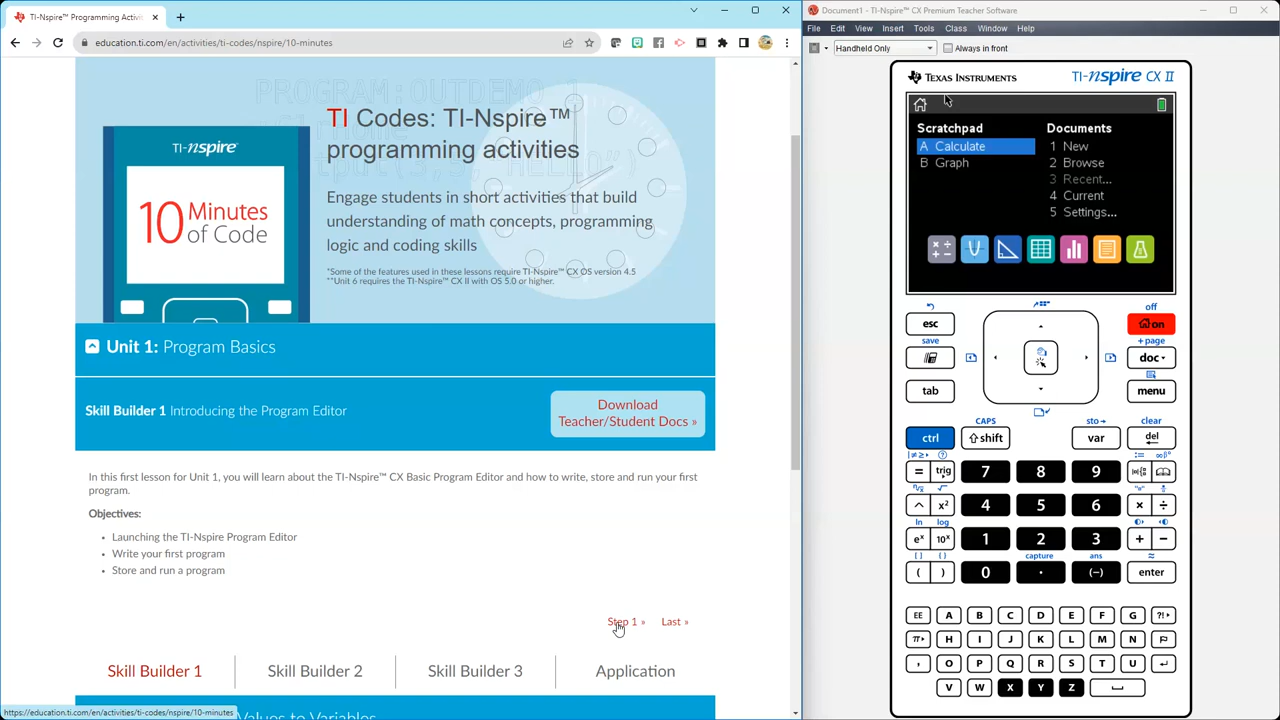 TI-Nspire™ Programming Activit
education.ti.com/en/activities/ti-codes/nspire/10-minutes
TI-nspire™
10 Minutes
of Code
TI Codes: TI-Nspire™
programming activities
Engage students in short activities that build
understanding of math concepts, programming
logic and coding skills
*Some of the features used in these lessons require TI-Nspire™ CX OS version 4.5
**Unit 6 requires the TI-Nspire™ CX II with OS 5.0 or higher.
Unit 1: Program Basics
Skill Builder 1 Introducing the Program Editor
Download
Teacher/Student Docs »
In this first lesson for Unit 1, you will learn about the TI-Nspire™ CX Basic Program Editor and how to write, store and run your first
program.
Objectives:
Launching the TI-Nspire Program Editor
Write your first program
Store and run a program
Step 1 » Last »
Skill Builder 1 Skill Builder 2 Skill Builder 3 Application
Values to Variables
https://education.ti.com/en/activities/ti-codes/nspire/10-minutes
Document1 - TI-Nspire™ CX Premium Teacher Software
File Edit View Insert Tools Class Window Help
Handheld Only Always in front
TEXAS INSTRUMENTS TI-nspire CX II
Scratchpad Documents
A Calculate 1 New
B Graph 2 Browse
3 Recent...
4 Current
5 Settings...
off
esc on
save + page
doc
tab menu
CAPS sto→ clear
ctrl shift var del
= trig 7 8 9
^ x² 4 5 6 × ÷
ln log
eˣ 10ˣ 1 2 3 + −
[ ] { } capture ans ≈
( ) 0 . (−) enter
EE A B C D E F G ?!
π H I J K L M N
, O P Q R S T U
V W X Y Z